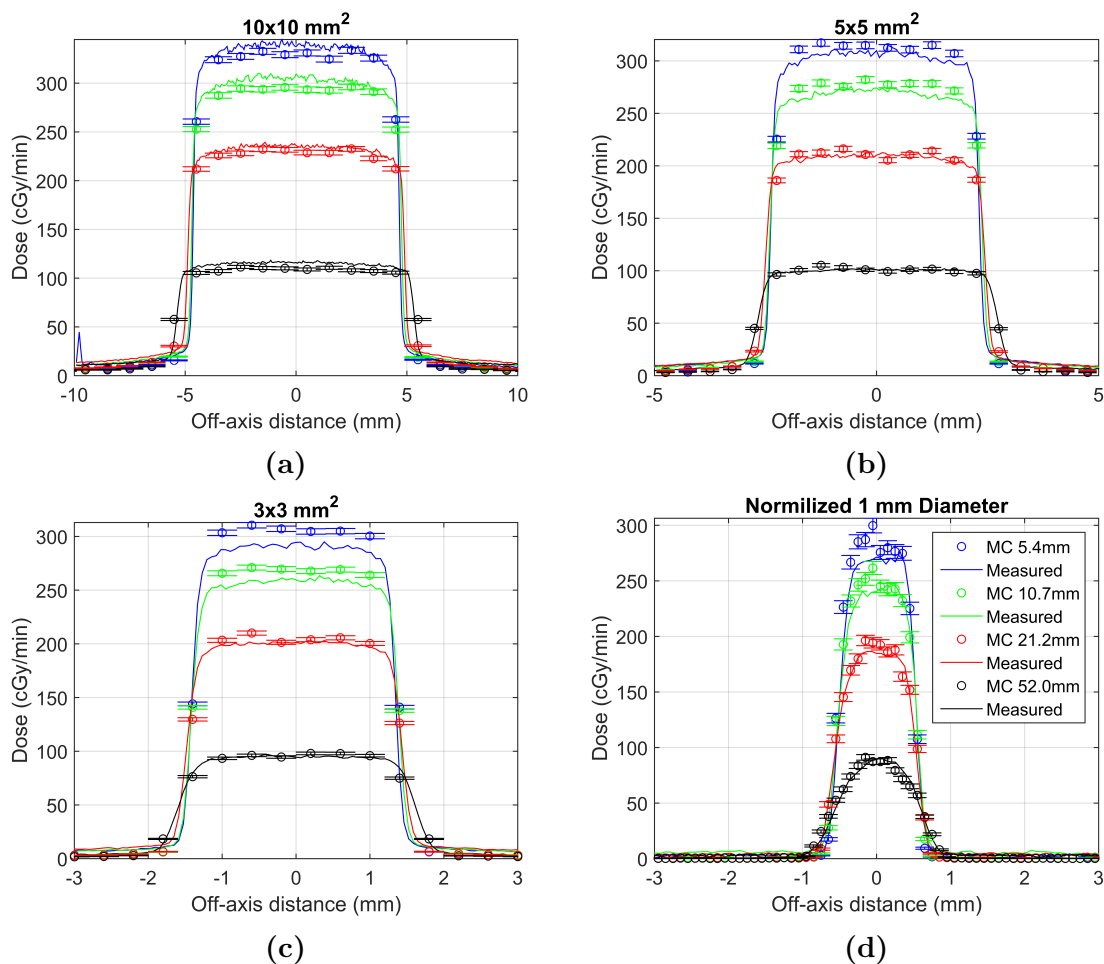 10x10 mm²
Dose (cGy/min)
300
250
200
150
100
50
0
-10 -5 0 5 10
Off-axis distance (mm)
(a)
5x5 mm²
Dose (cGy/min)
300
250
200
150
100
50
0
-5 0 5
Off-axis distance (mm)
(b)
3x3 mm²
Dose (cGy/min)
300
250
200
150
100
50
0
-3 -2 -1 0 1 2 3
Off-axis distance (mm)
(c)
Normilized 1 mm Diameter
Dose (cGy/min)
300
250
200
150
100
50
0
-3 -2 -1 0 1 2 3
Off-axis distance (mm)
MC 5.4mm
Measured
MC 10.7mm
Measured
MC 21.2mm
Measured
MC 52.0mm
Measured
(d)